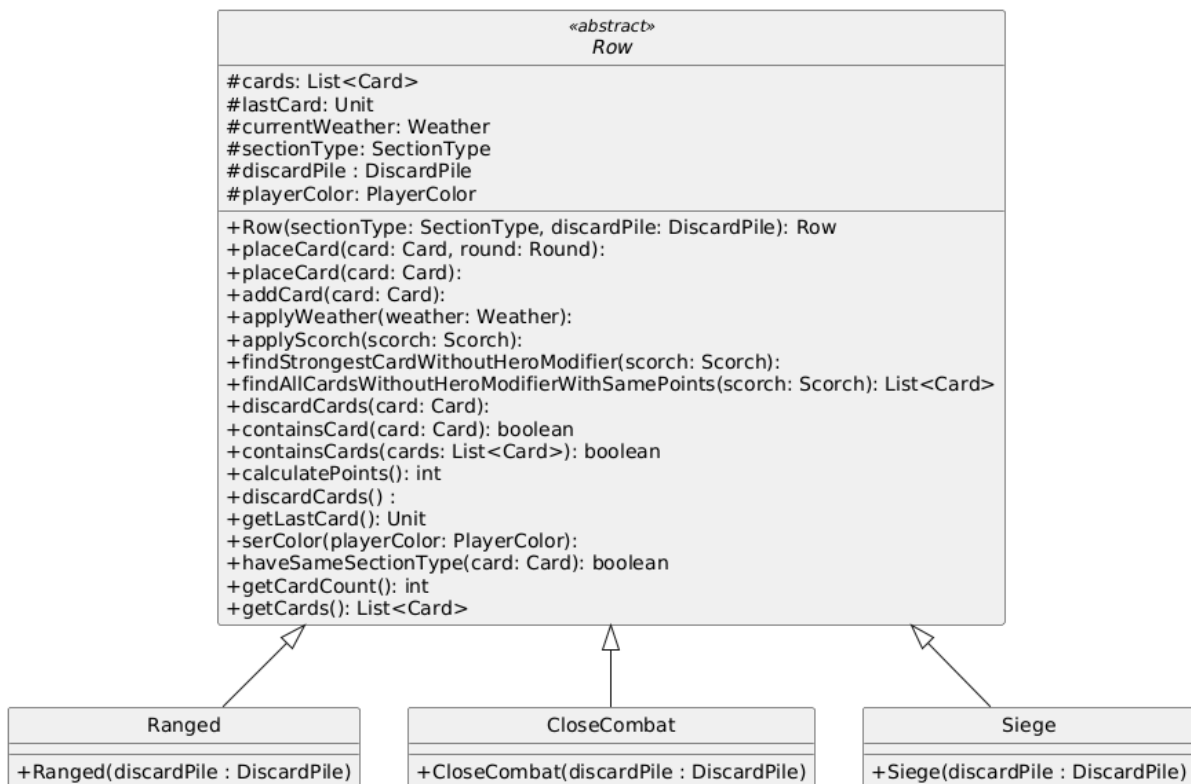 «abstract»
Row
#cards: List<Card>
#lastCard: Unit
#currentWeather: Weather
#sectionType: SectionType
#discardPile : DiscardPile
#playerColor: PlayerColor
+Row(sectionType: SectionType, discardPile: DiscardPile): Row
+placeCard(card: Card, round: Round):
+placeCard(card: Card):
+addCard(card: Card):
+applyWeather(weather: Weather):
+applyScorch(scorch: Scorch):
+findStrongestCardWithoutHeroModifier(scorch: Scorch):
+findAllCardsWithoutHeroModifierWithSamePoints(scorch: Scorch): List<Card>
+discardCards(card: Card):
+containsCard(card: Card): boolean
+containsCards(cards: List<Card>): boolean
+calculatePoints(): int
+discardCards() :
+getLastCard(): Unit
+serColor(playerColor: PlayerColor):
+haveSameSectionType(card: Card): boolean
+getCardCount(): int
+getCards(): List<Card>
Ranged
+Ranged(discardPile : DiscardPile)
CloseCombat
+CloseCombat(discardPile : DiscardPile)
Siege
+Siege(discardPile : DiscardPile)